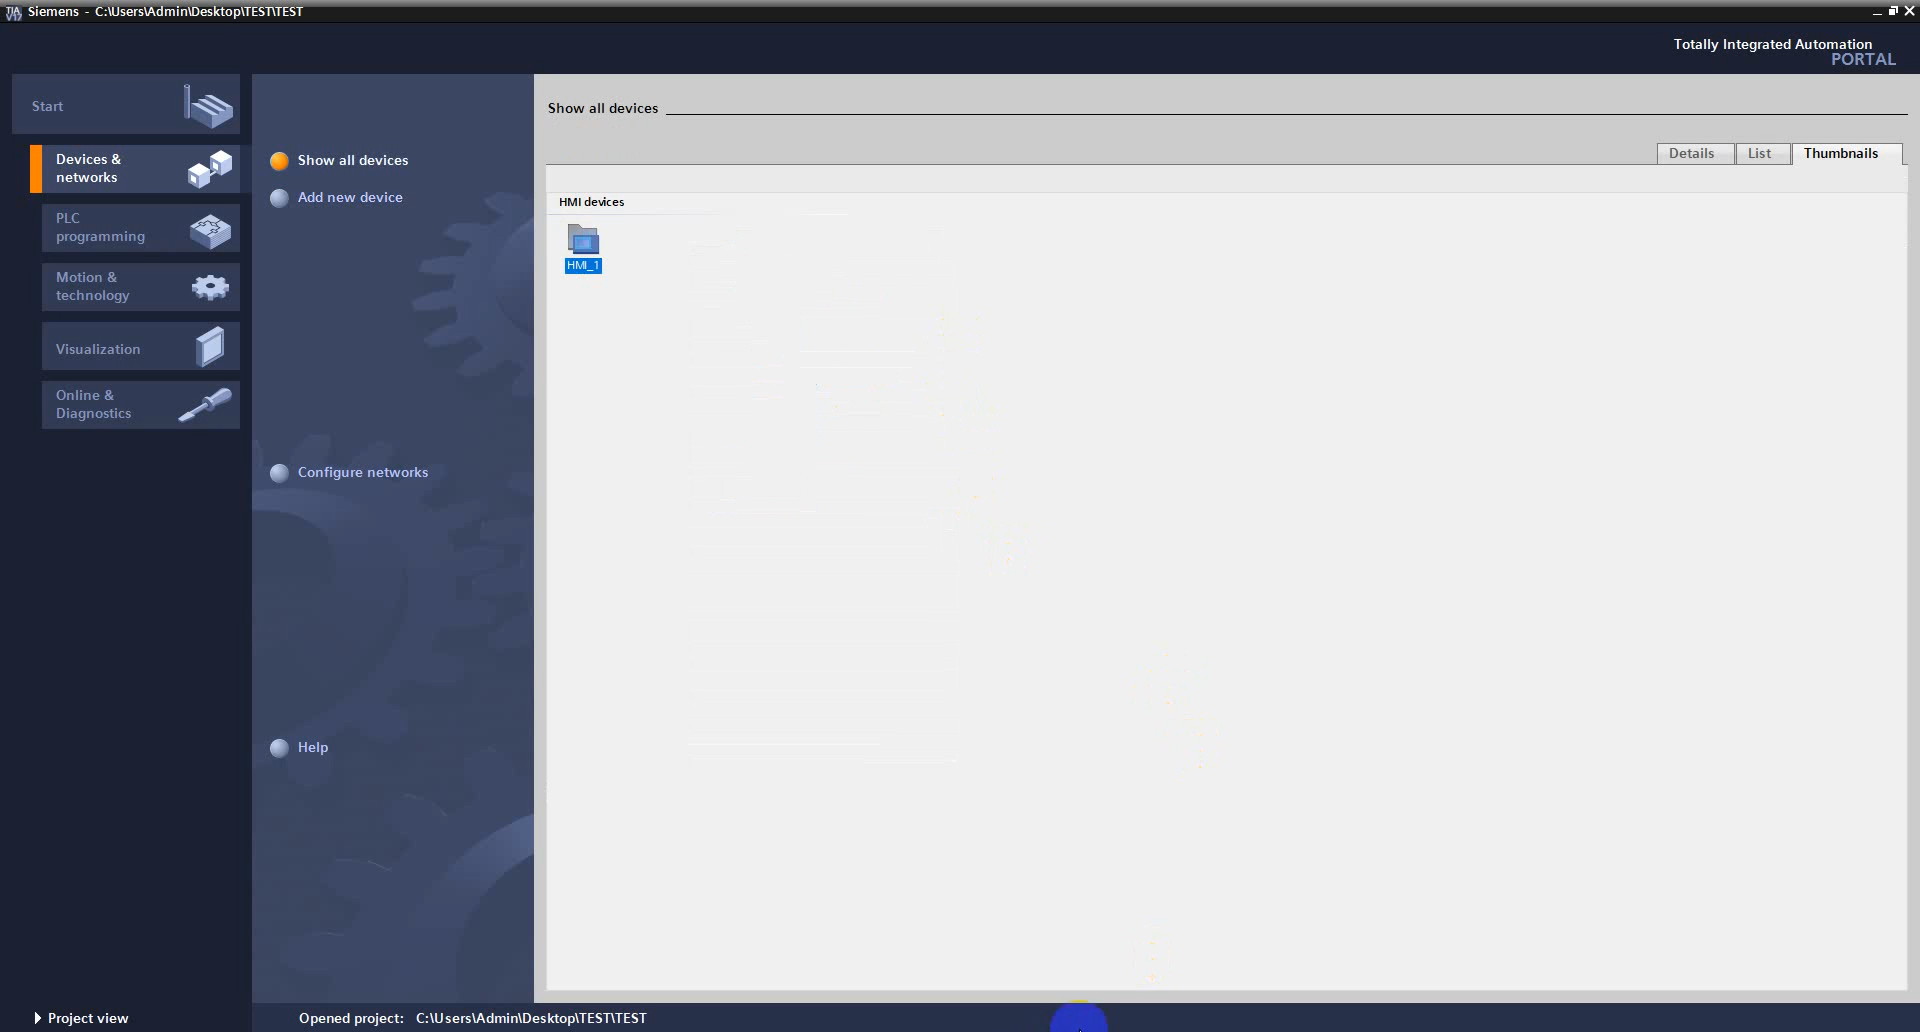 Siemens - C:\Users\Admin\Desktop\TEST\TEST
Totally Integrated Automation
PORTAL
Start
Devices &
networks
PLC
programming
Motion &
technology
Visualization
Online &
Diagnostics
Show all devices
Add new device
Configure networks
Help
Show all devices
Details
List
Thumbnails
HMI devices
HMI_1
Project view
Opened project: C:\Users\Admin\Desktop\TEST\TEST